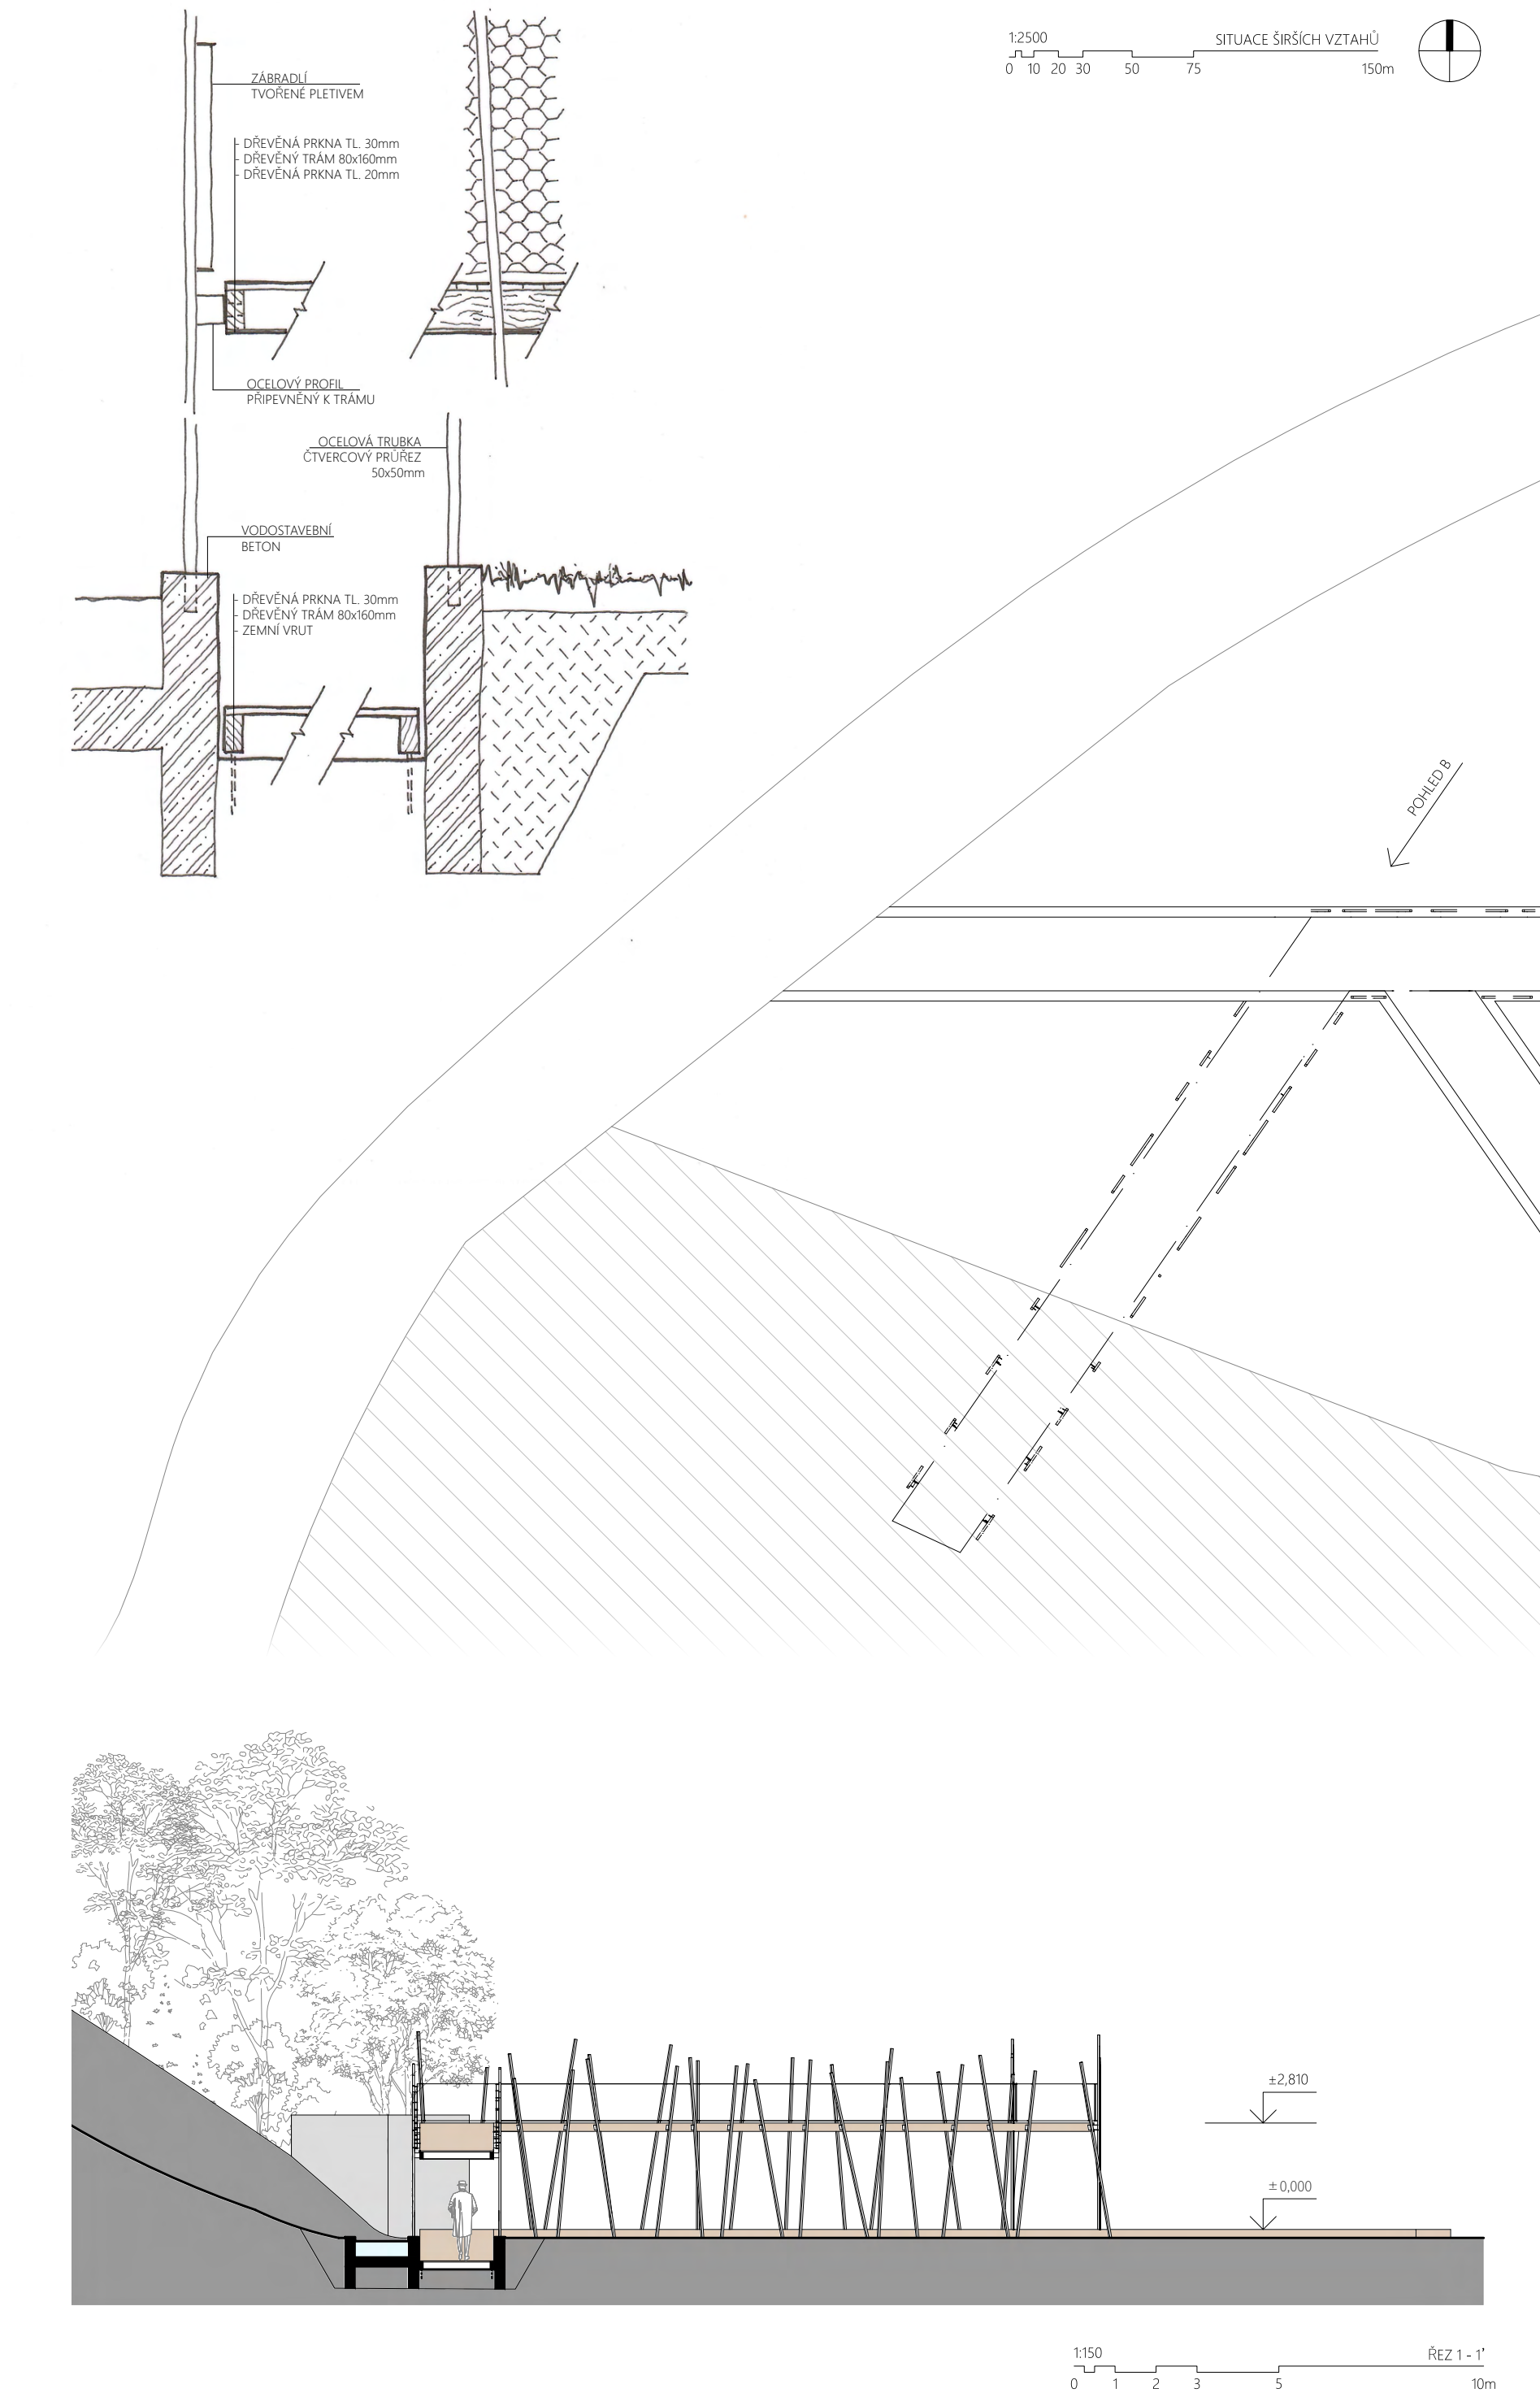 1:2500
SITUACE ŠIRŠÍCH VZTAHŮ
0 10 20 30 50 75 150m
ZÁBRADLÍ
TVOŘENÉ PLETIVEM
- DŘEVĚNÁ PRKNA TL. 30mm
- DŘEVĚNÝ TRÁM 80x160mm
- DŘEVĚNÁ PRKNA TL. 20mm
OCELOVÝ PROFIL
PŘIPEVNĚNÝ K TRÁMU
OCELOVÁ TRUBKA
ČTVERCOVÝ PRŮŘEZ
50x50mm
VODOSTAVEBNÍ
BETON
- DŘEVĚNÁ PRKNA TL. 30mm
- DŘEVĚNÝ TRÁM 80x160mm
- ZEMNÍ VRUT
POHLED B
±2,810
±0,000
1:150
ŘEZ 1 - 1'
0 1 2 3 5 10m